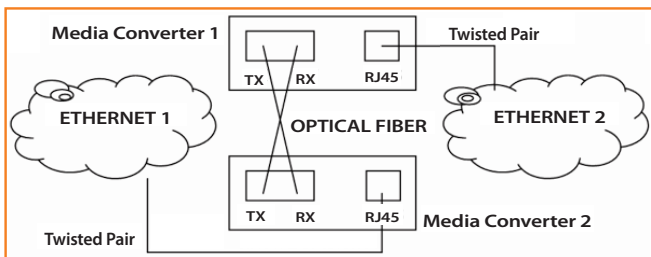 Media Converter 1
Twisted Pair
TX RX RJ45
ETHERNET 1
OPTICAL FIBER
ETHERNET 2
TX RX RJ45
Media Converter 2
Twisted Pair